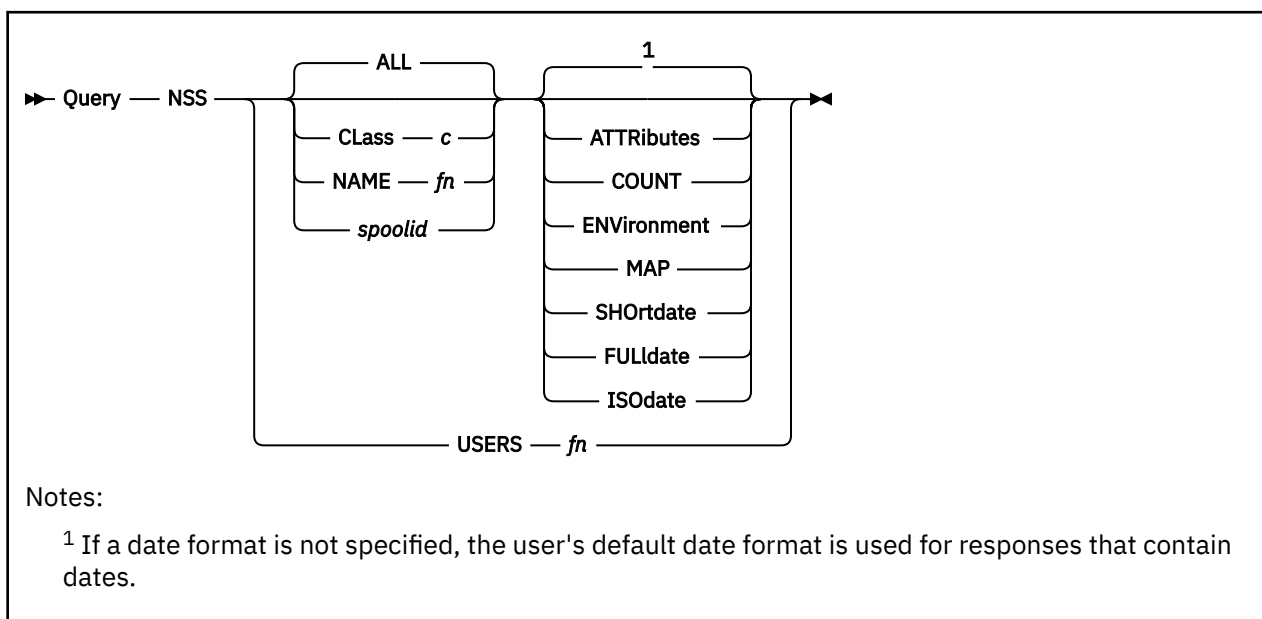 1
ALL
Query NSS
CLass c
NAME fn
spoolid
ATTRibutes
COUNT
ENVironment
MAP
SHOrtdate
FULldate
ISOdate
USERS fn
Notes:
1 If a date format is not specified, the user's default date format is used for responses that contain
dates.